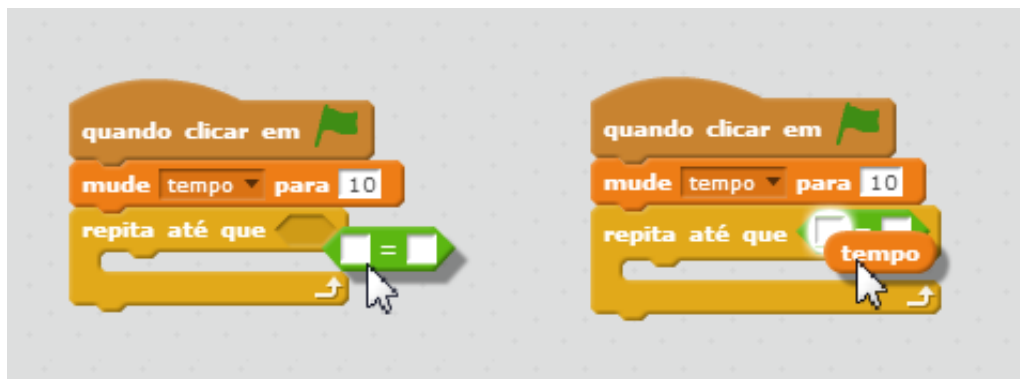 quando clicar em
mude tempo para 10
repita até que
=
quando clicar em
mude tempo para 10
repita até que
tempo